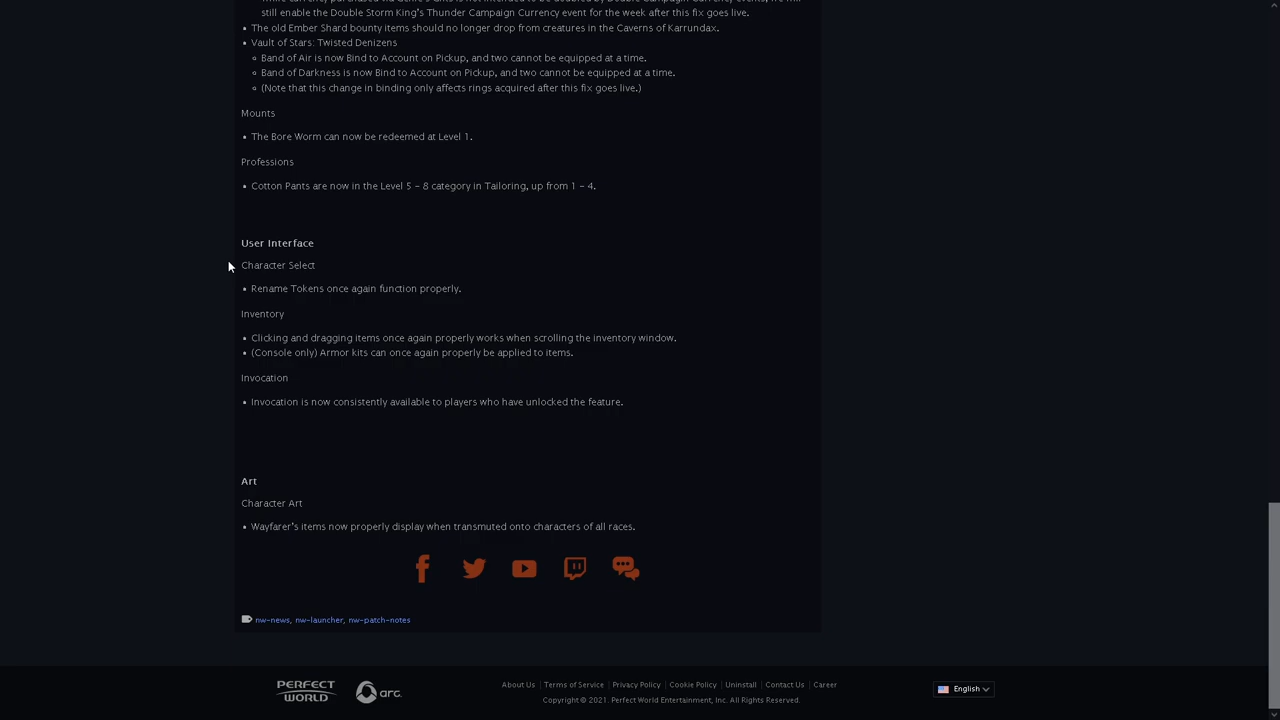 still enable the Double Storm King's Thunder Campaign Currency event for the week after this fix goes live.
The old Ember Shard bounty items should no longer drop from creatures in the Caverns of Karrundax.
Vault of Stars: Twisted Denizens
Band of Air is now Bind to Account on Pickup, and two cannot be equipped at a time.
Band of Darkness is now Bind to Account on Pickup, and two cannot be equipped at a time.
(Note that this change in binding only affects rings acquired after this fix goes live.)
Mounts
The Bore Worm can now be redeemed at Level 1.
Professions
Cotton Pants are now in the Level 5 – 8 category in Tailoring, up from 1 – 4.
User Interface
Character Select
Rename Tokens once again function properly.
Inventory
Clicking and dragging items once again properly works when scrolling the inventory window.
(Console only) Armor kits can once again properly be applied to items.
Invocation
Invocation is now consistently available to players who have unlocked the feature.
Art
Character Art
Wayfarer's items now properly display when transmuted onto characters of all races.
nw-news, nw-launcher, nw-patch-notes
PERFECT WORLD arc
About Us | Terms of Service | Privacy Policy | Cookie Policy | Uninstall | Contact Us | Career
Copyright © 2021. Perfect World Entertainment, Inc. All Rights Reserved.
English